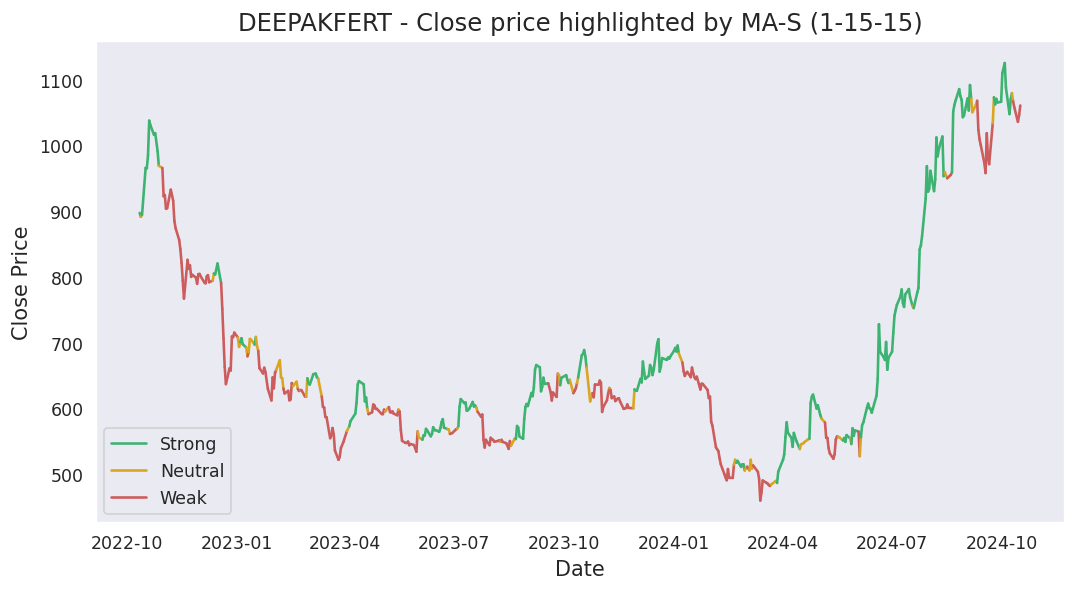 DEEPAKFERT - Close price highlighted by MA-S (1-15-15)
Close Price
1100
1000
900
800
700
600
500
Strong
Neutral
Weak
2022-10
2023-01
2023-04
2023-07
2023-10
2024-01
2024-04
2024-07
2024-10
Date